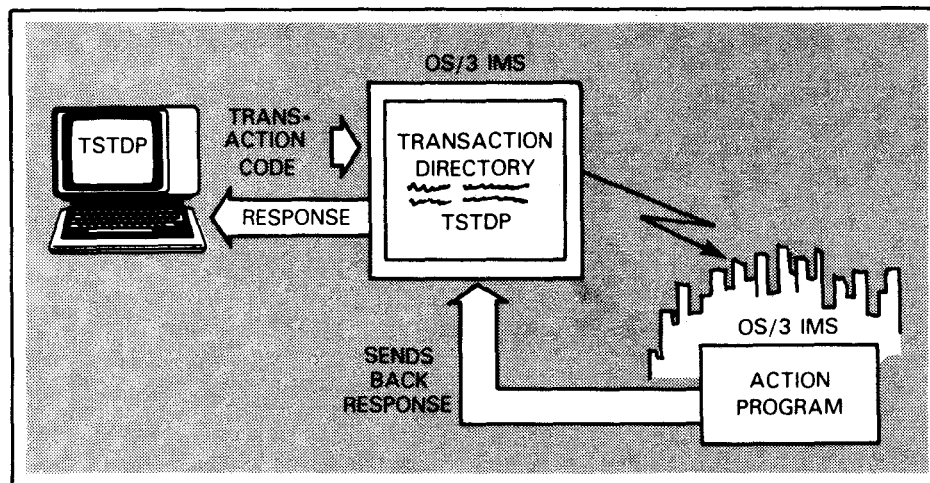 OS/3 IMS
TSTDP
TRANS-
ACTION
CODE
RESPONSE
TRANSACTION
DIRECTORY
TSTDP
SENDS
BACK
RESPONSE
OS/3 IMS
ACTION
PROGRAM